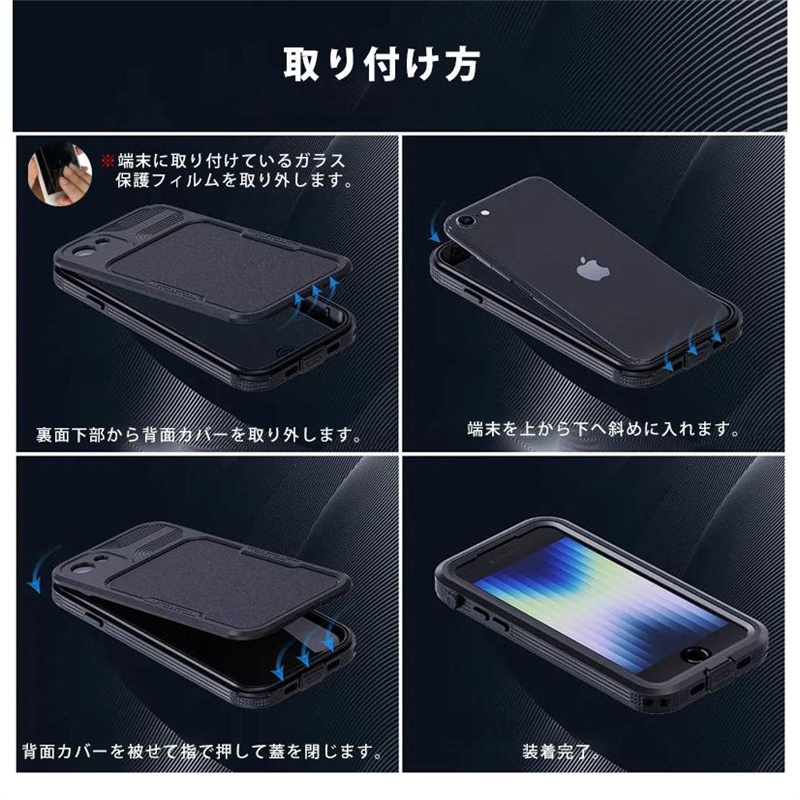 取り付け方
※端末に取り付けているガラス
保護フィルムを取り外します。
裏面下部から背面カバーを取り外します。
端末を上から下へ斜めに入れます。
背面カバーを被せて指で押して蓋を閉じます。
装着完了。